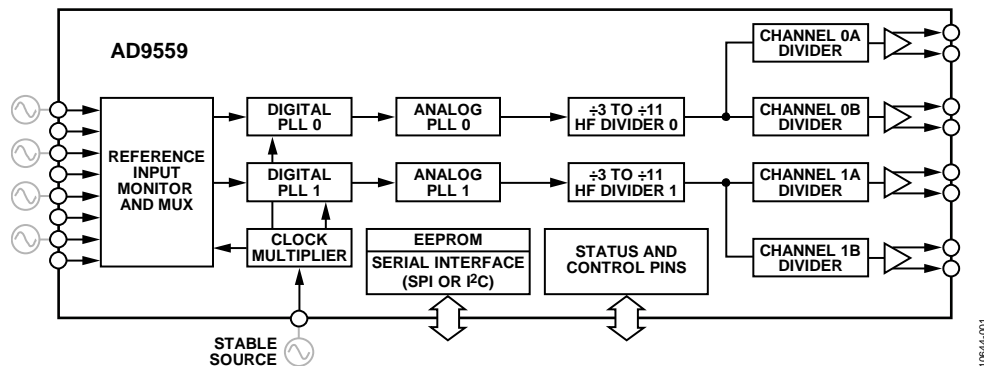 AD9559
REFERENCE
INPUT
MONITOR
AND MUX
DIGITAL
PLL 0
ANALOG
PLL 0
÷3 TO ÷11
HF DIVIDER 0
CHANNEL 0A
DIVIDER
CHANNEL 0B
DIVIDER
DIGITAL
PLL 1
ANALOG
PLL 1
÷3 TO ÷11
HF DIVIDER 1
CHANNEL 1A
DIVIDER
CHANNEL 1B
DIVIDER
CLOCK
MULTIPLIER
EEPROM
SERIAL INTERFACE
(SPI OR I²C)
STATUS AND
CONTROL PINS
STABLE
SOURCE
10644-001